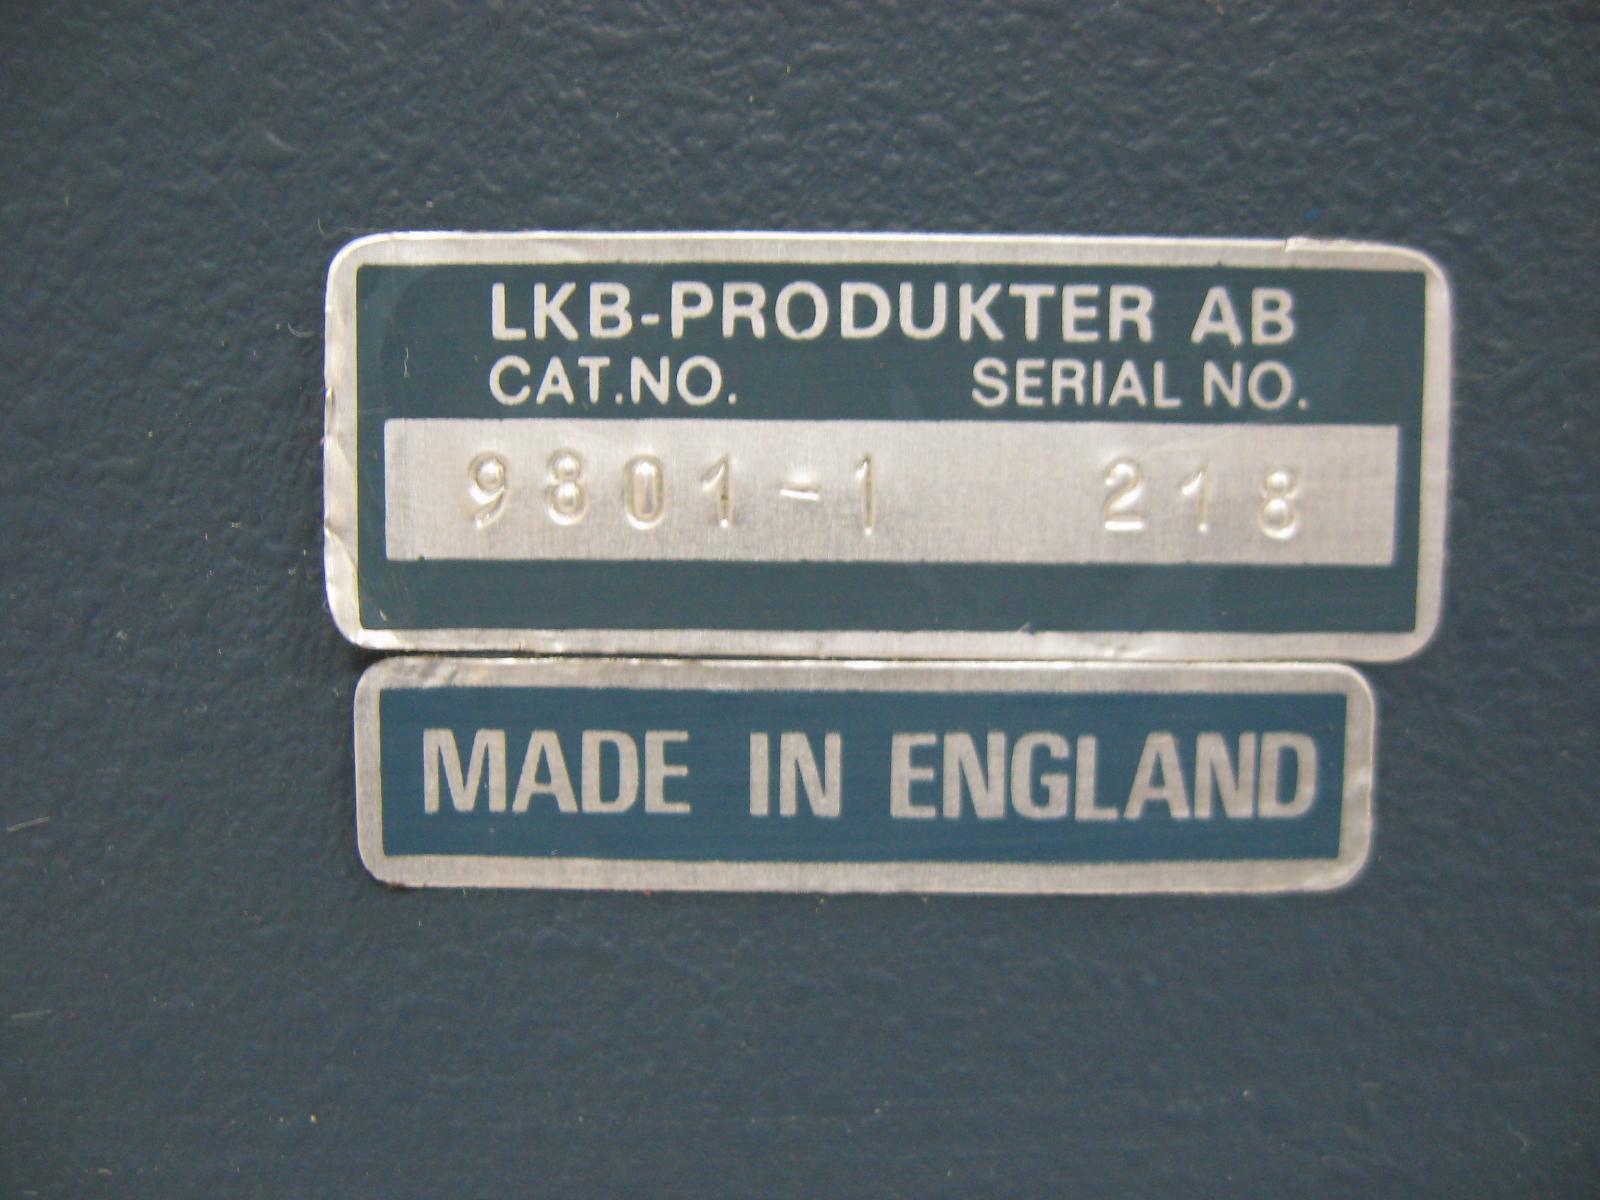 LKB-PRODUKTER AB
CAT.NO. SERIAL NO.
9801-1 218
MADE IN ENGLAND